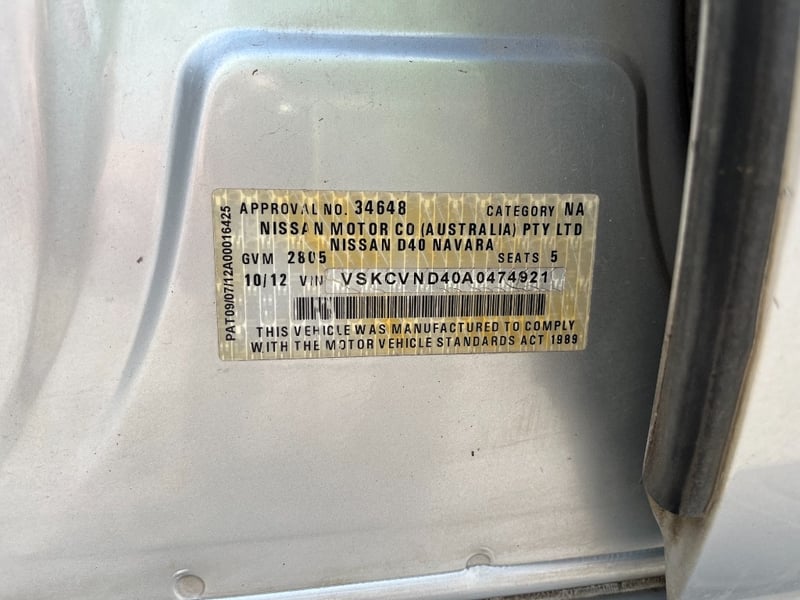 APPROVAL NO. 34648 CATEGORY NA
NISSAN MOTOR CO (AUSTRALIA) PTY LTD
NISSAN D40 NAVARA
GVM 2805 SEATS 5
10/12 VIN VSKCVND40A0474921
THIS VEHICLE WAS MANUFACTURED TO COMPLY
WITH THE MOTOR VEHICLE STANDARDS ACT 1989
PAT09/07/12A00016425